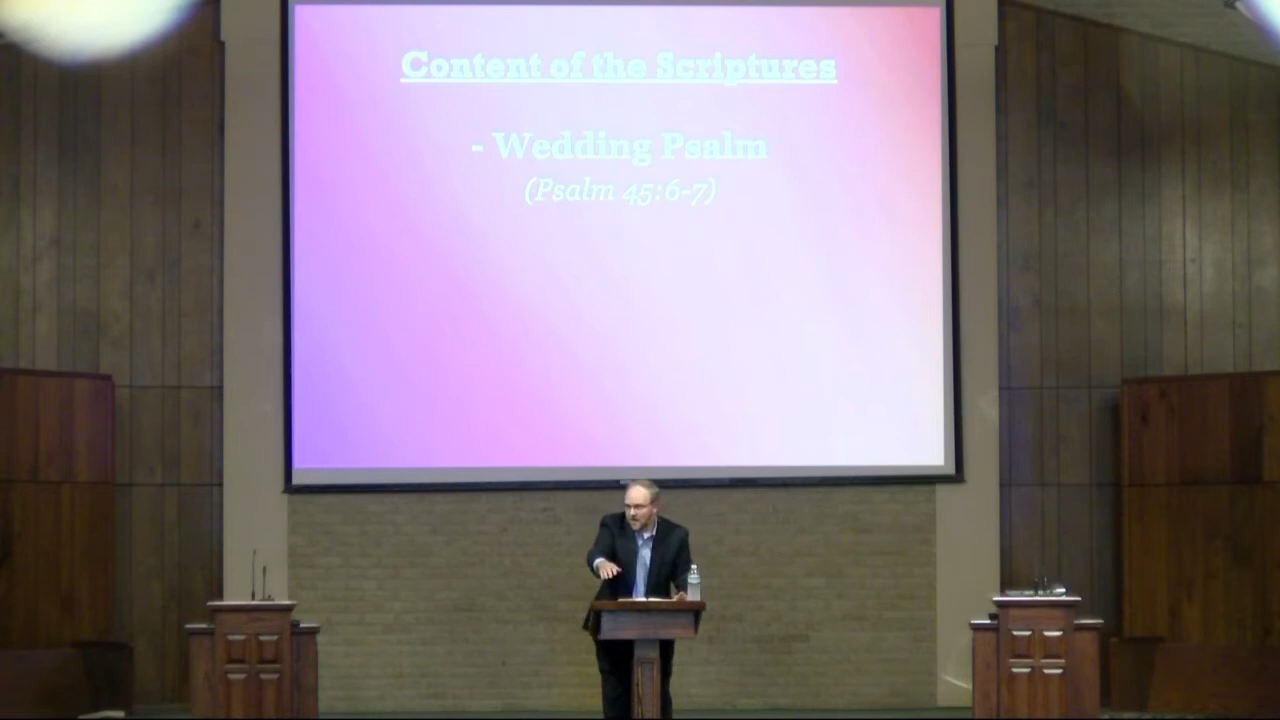 Content of the Scriptures
- Wedding Psalm
(Psalm 45:6-7)